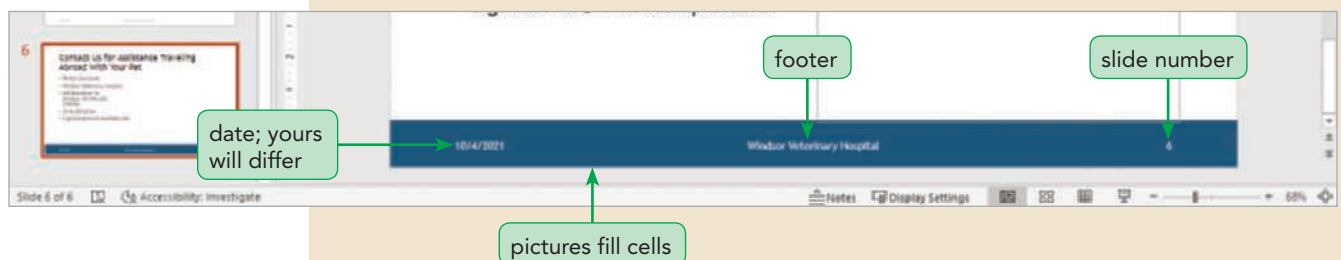 6
Contact Us for Assistance Traveling
Abroad With Your Pet
footer
slide number
date; yours
will differ
10/4/2021
Windsor Veterinary Hospital
6
Slide 6 of 6
Accessibility: Investigate
Notes
Display Settings
68%
pictures fill cells